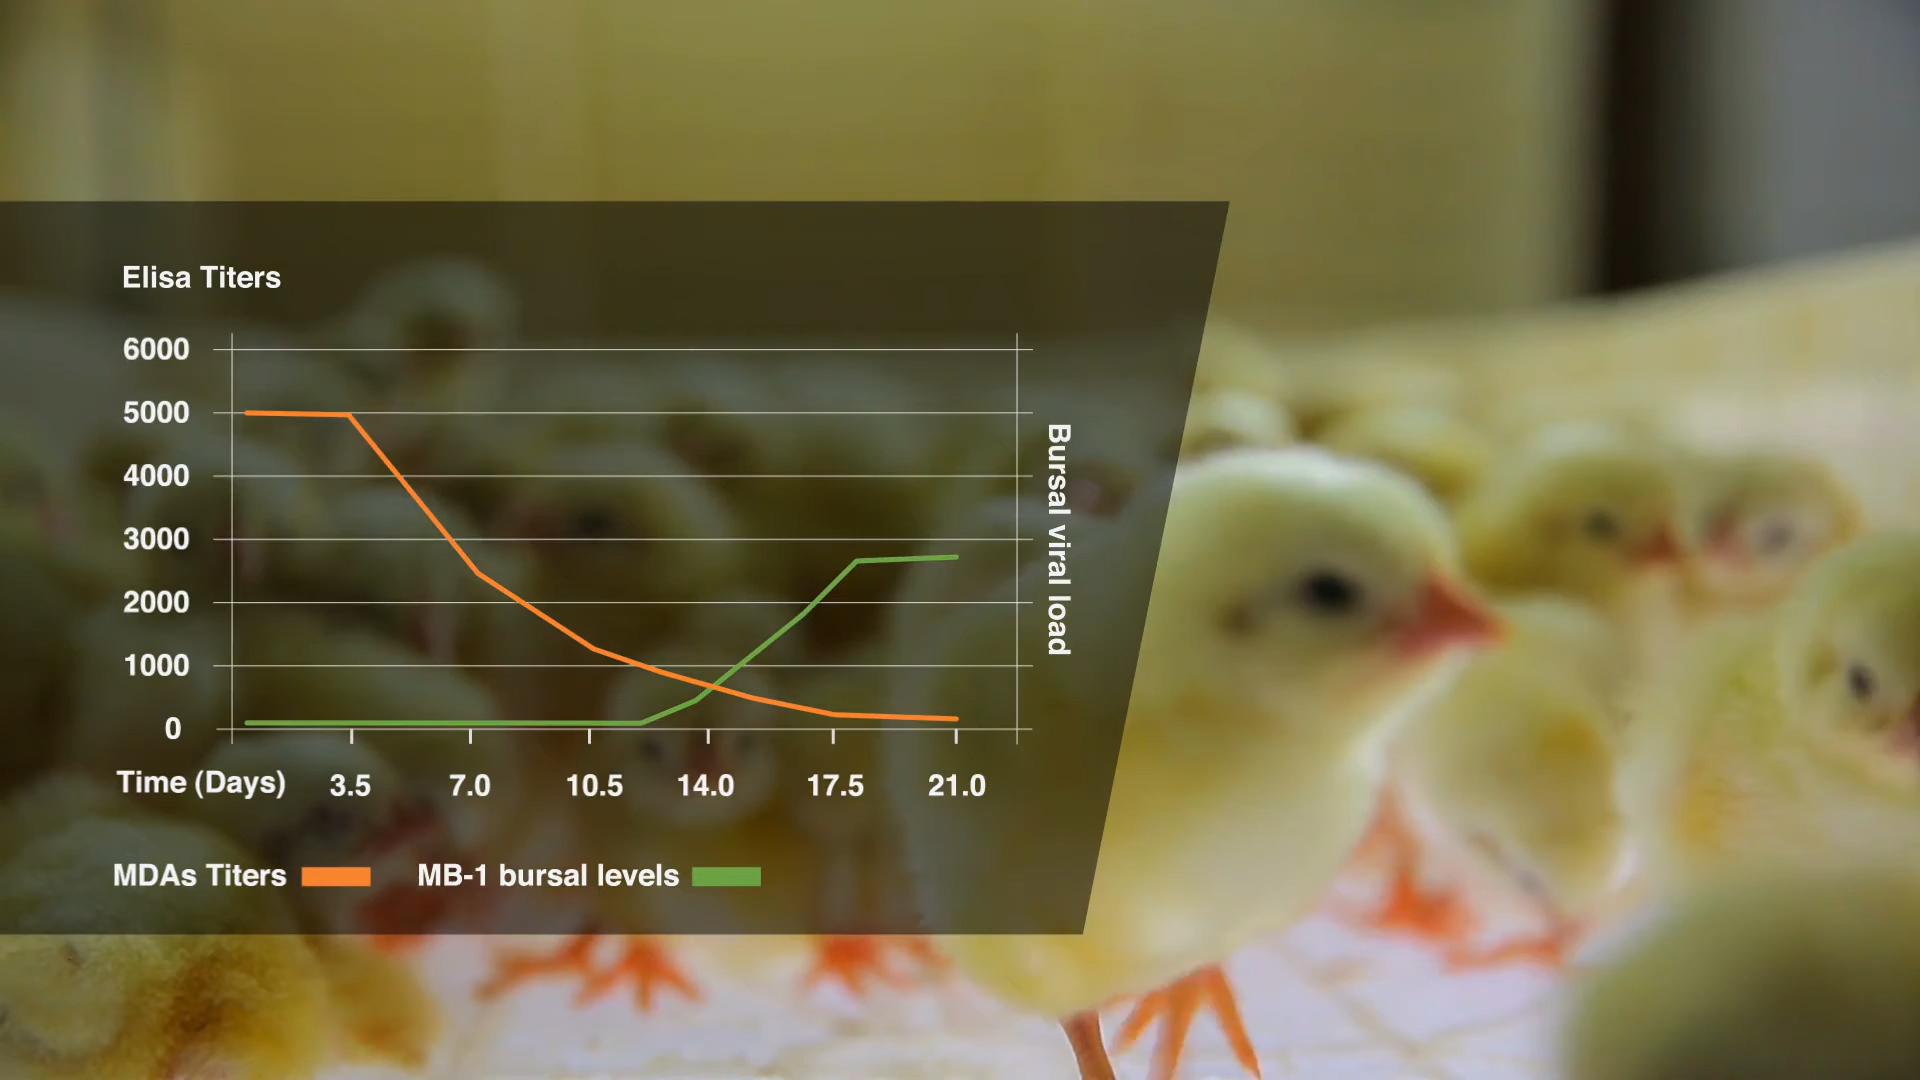 Elisa Titers
6000
5000
4000
3000
2000
1000
0
Bursal viral load
Time (Days) 3.5 7.0 10.5 14.0 17.5 21.0
MDAs Titers MB-1 bursal levels